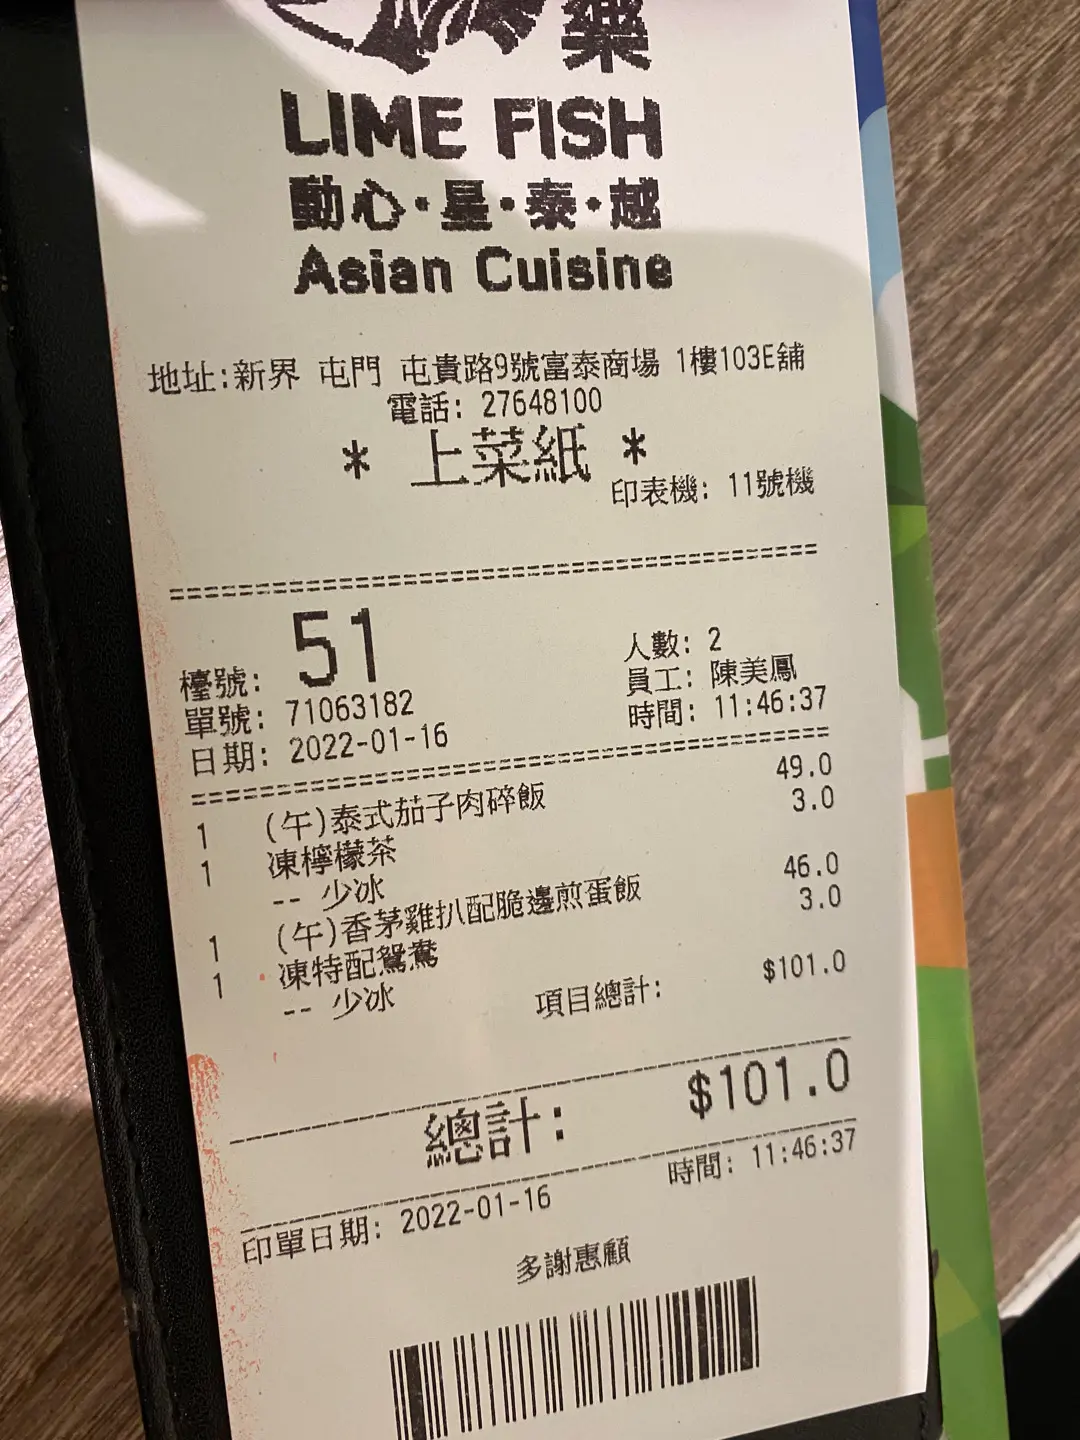 樂
LIME FISH
動心·星·泰·越
Asian Cuisine
地址:新界 屯門 屯貴路9號富泰商場 1樓103E舖
電話: 27648100
* 上菜紙 *
印表機: 11號機
檯號: 51 人數: 2
單號: 71063182 員工: 陳美鳳
日期: 2022-01-16 時間: 11:46:37
1 (午)泰式茄子肉碎飯 49.0
1 凍檸檬茶 3.0
-- 少冰
1 (午)香茅雞扒配脆邊煎蛋飯 46.0
1 凍特配鴛鴦 3.0
-- 少冰
項目總計: $101.0
總計: $101.0
印單日期: 2022-01-16 時間: 11:46:37
多謝惠顧